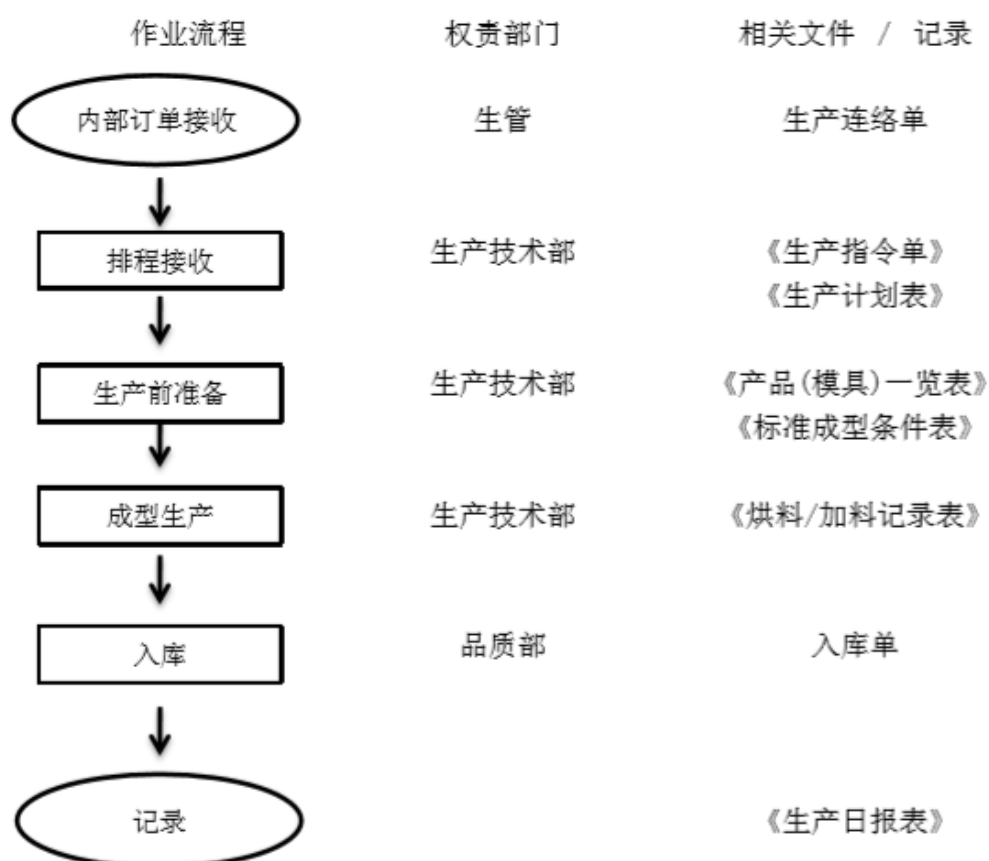 作业流程 权责部门 相关文件 / 记录
内部订单接收 生管 生产连络单
排程接收 生产技术部 《生产指令单》
《生产计划表》
生产前准备 生产技术部 《产品(模具)一览表》
《标准成型条件表》
成型生产 生产技术部 《烘料/加料记录表》
入库 品质部 入库单
记录 《生产日报表》